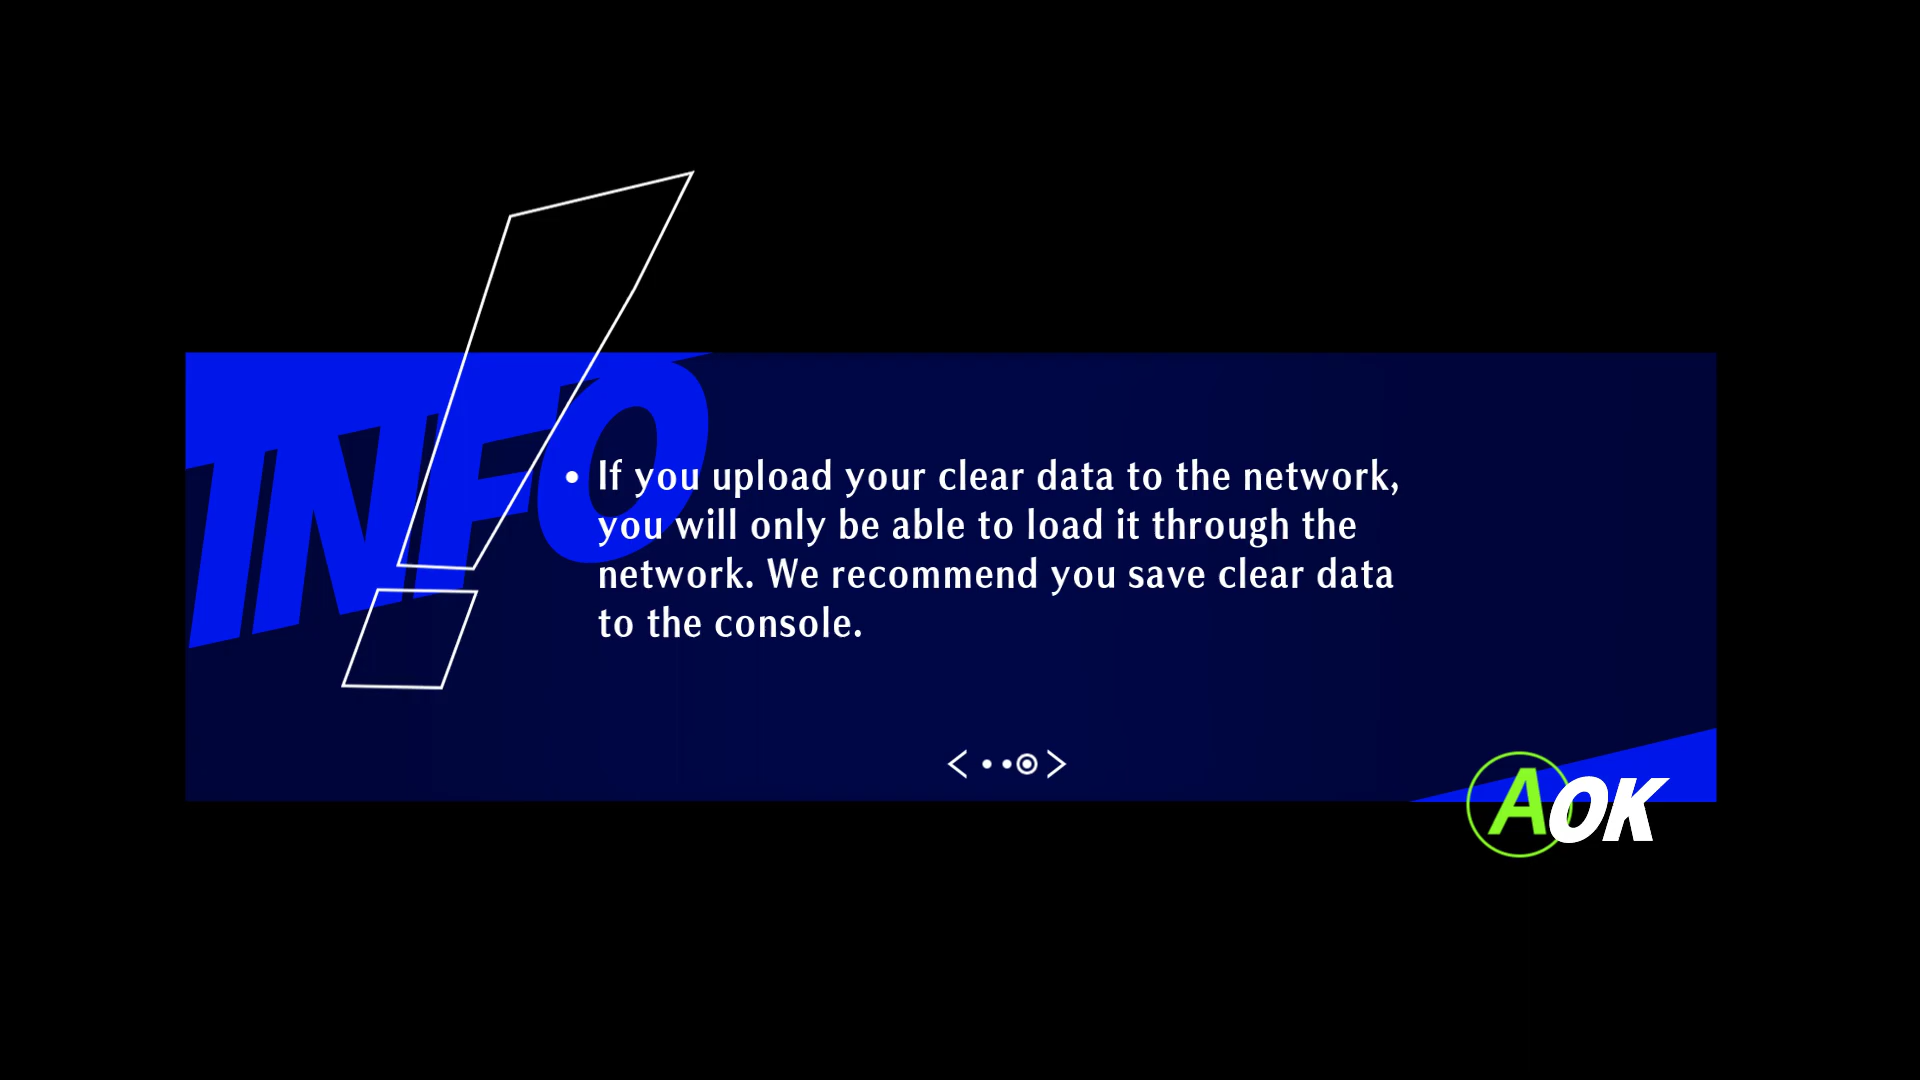 INFO
• If you upload your clear data to the network,
you will only be able to load it through the
network. We recommend you save clear data
to the console.
A OK